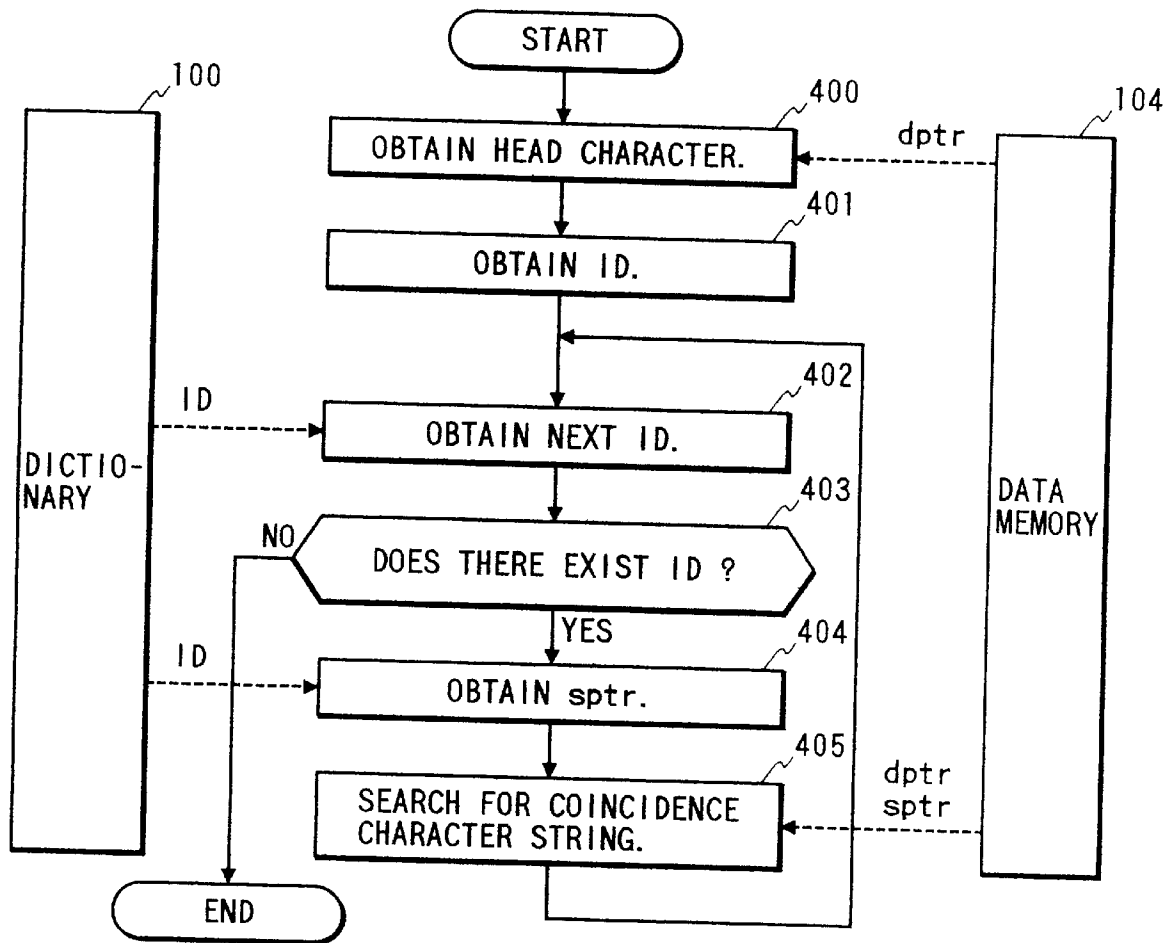 START
100
400
104
OBTAIN HEAD CHARACTER.
dptr
401
OBTAIN ID.
402
ID
OBTAIN NEXT ID.
403
DICTIO-
NARY
DATA
MEMORY
NO
DOES THERE EXIST ID ?
YES
404
ID
OBTAIN sptr.
405
dptr
sptr
SEARCH FOR COINCIDENCE
CHARACTER STRING.
END